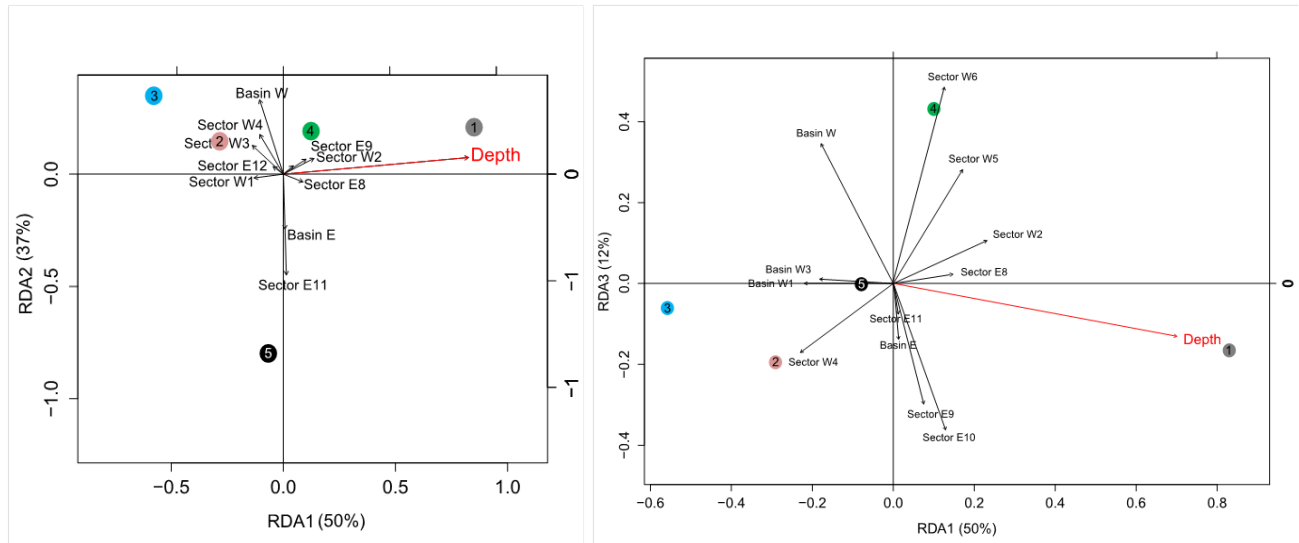 3
Basin W
Sector W4
2
Sector W3
4
1
Sector E9
Sector W2
Depth
Sector E12
Sector W1
Sector E8
Basin E
Sector E11
5
0.0
−0.5
−1.0
0
−1
−1
RDA2 (37%)
−0.5
0.0
0.5
1.0
RDA1 (50%)
Sector W6
4
Basin W
Sector W5
Sector W2
Basin W3
Sector E8
Basin W1
5
3
Sector E11
Basin E
Depth
1
2
Sector W4
Sector E9
Sector E10
0.4
0.2
0.0
−0.2
−0.4
0
RDA3 (12%)
−0.6
−0.4
−0.2
0.0
0.2
0.4
0.6
0.8
RDA1 (50%)